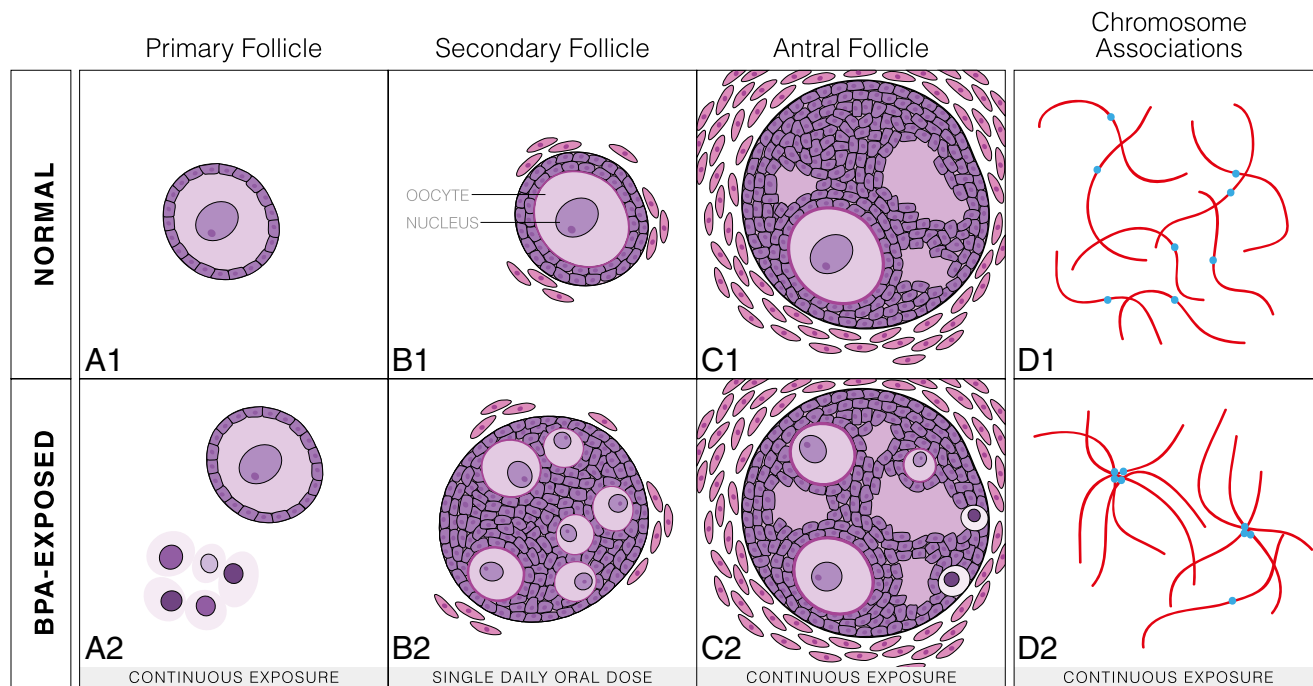 Primary Follicle
Secondary Follicle
Antral Follicle
Chromosome
Associations
NORMAL
OOCYTE
NUCLEUS
A1
B1
C1
D1
BPA-EXPOSED
A2
B2
C2
D2
CONTINUOUS EXPOSURE
SINGLE DAILY ORAL DOSE
CONTINUOUS EXPOSURE
CONTINUOUS EXPOSURE